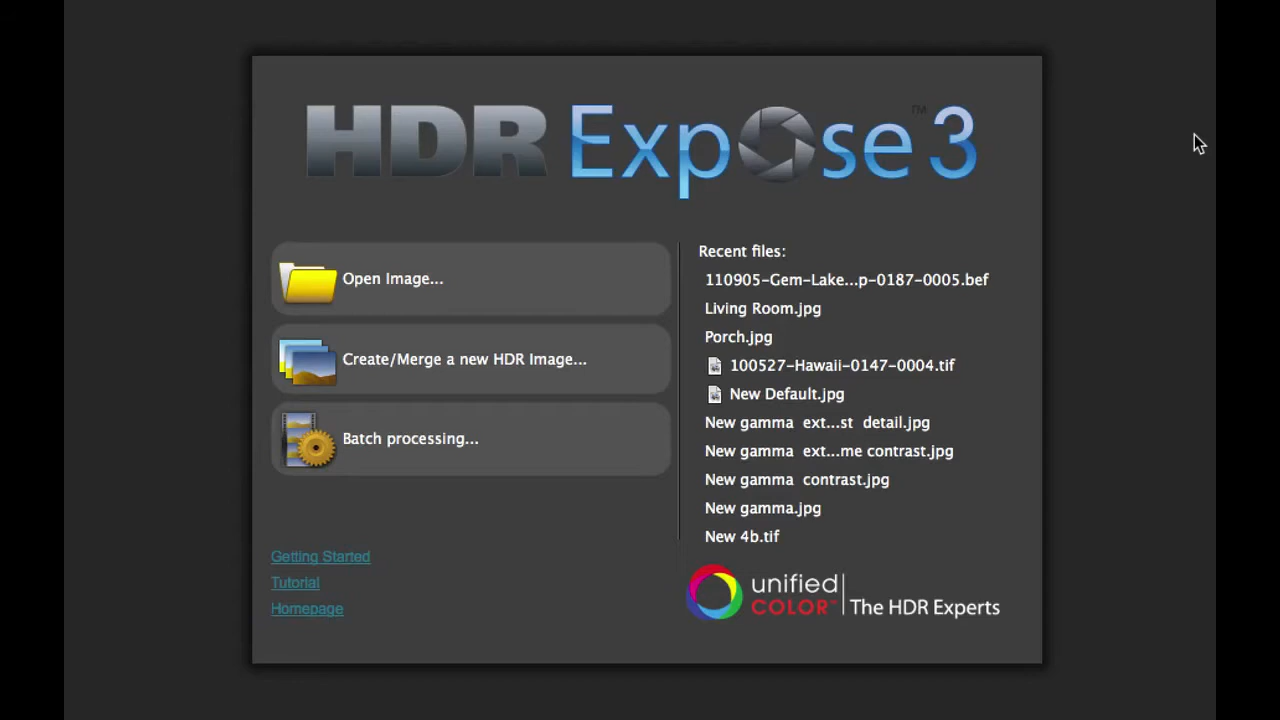 HDR Expose 3™
Open Image...
Create/Merge a new HDR Image...
Batch processing...
Getting Started
Tutorial
Homepage
Recent files:
110905-Gem-Lake...p-0187-0005.bef
Living Room.jpg
Porch.jpg
100527-Hawaii-0147-0004.tif
New Default.jpg
New gamma  ext...st  detail.jpg
New gamma  ext...me contrast.jpg
New gamma  contrast.jpg
New gamma.jpg
New 4b.tif
unified
COLOR™ The HDR Experts